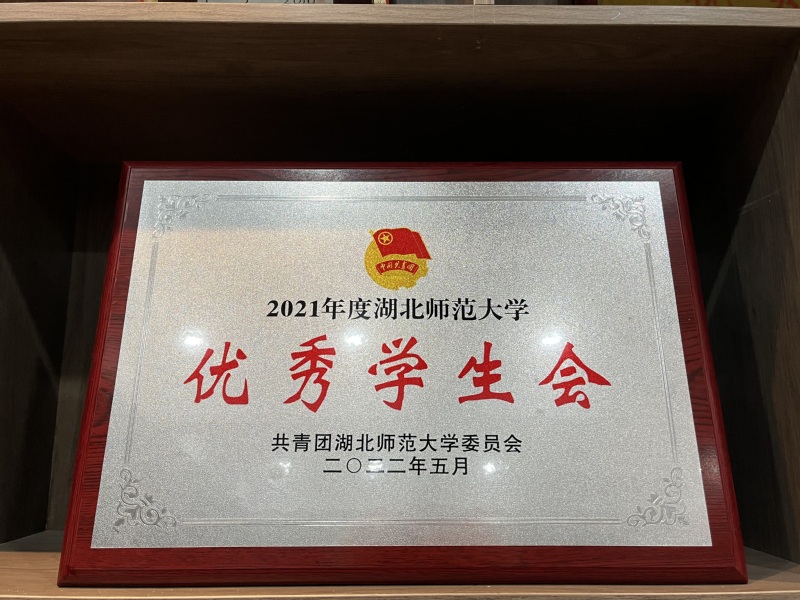 中国共青团
2021年度湖北师范大学
优秀学生会
共青团湖北师范大学委员会
二〇二二年五月